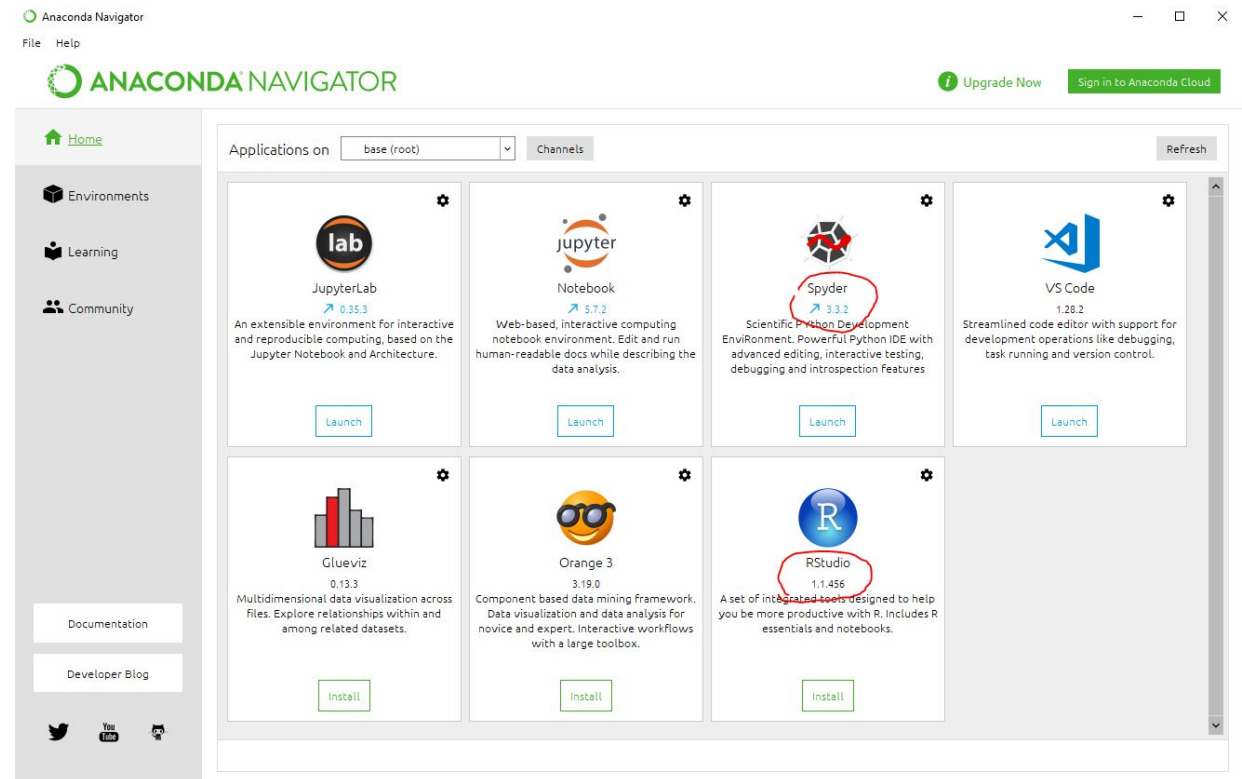 Anaconda Navigator
File Help
ANACONDA NAVIGATOR
i Upgrade Now
Sign in to Anaconda Cloud
Home
Environments
Learning
Community
Documentation
Developer Blog
You
Tube
Applications on base (root) Channels Refresh
lab
JupyterLab
0.35.3
An extensible environment for interactive
and reproducible computing, based on the
Jupyter Notebook and Architecture.
Launch
jupyter
Notebook
5.7.2
Web-based, interactive computing
notebook environment. Edit and run
human-readable docs while describing the
data analysis.
Launch
Spyder
3.3.2
Scientific PYthon Development
EnviRonment. Powerful Python IDE with
advanced editing, interactive testing,
debugging and introspection features
Launch
VS Code
1.28.2
Streamlined code editor with support for
development operations like debugging,
task running and version control.
Launch
Glueviz
0.13.3
Multidimensional data visualization across
files. Explore relationships within and
among related datasets.
Install
Orange 3
3.19.0
Component based data mining framework.
Data visualization and data analysis for
novice and expert. Interactive workflows
with a large toolbox.
Install
R
RStudio
1.1.456
A set of integrated tools designed to help
you be more productive with R. Includes R
essentials and notebooks.
Install